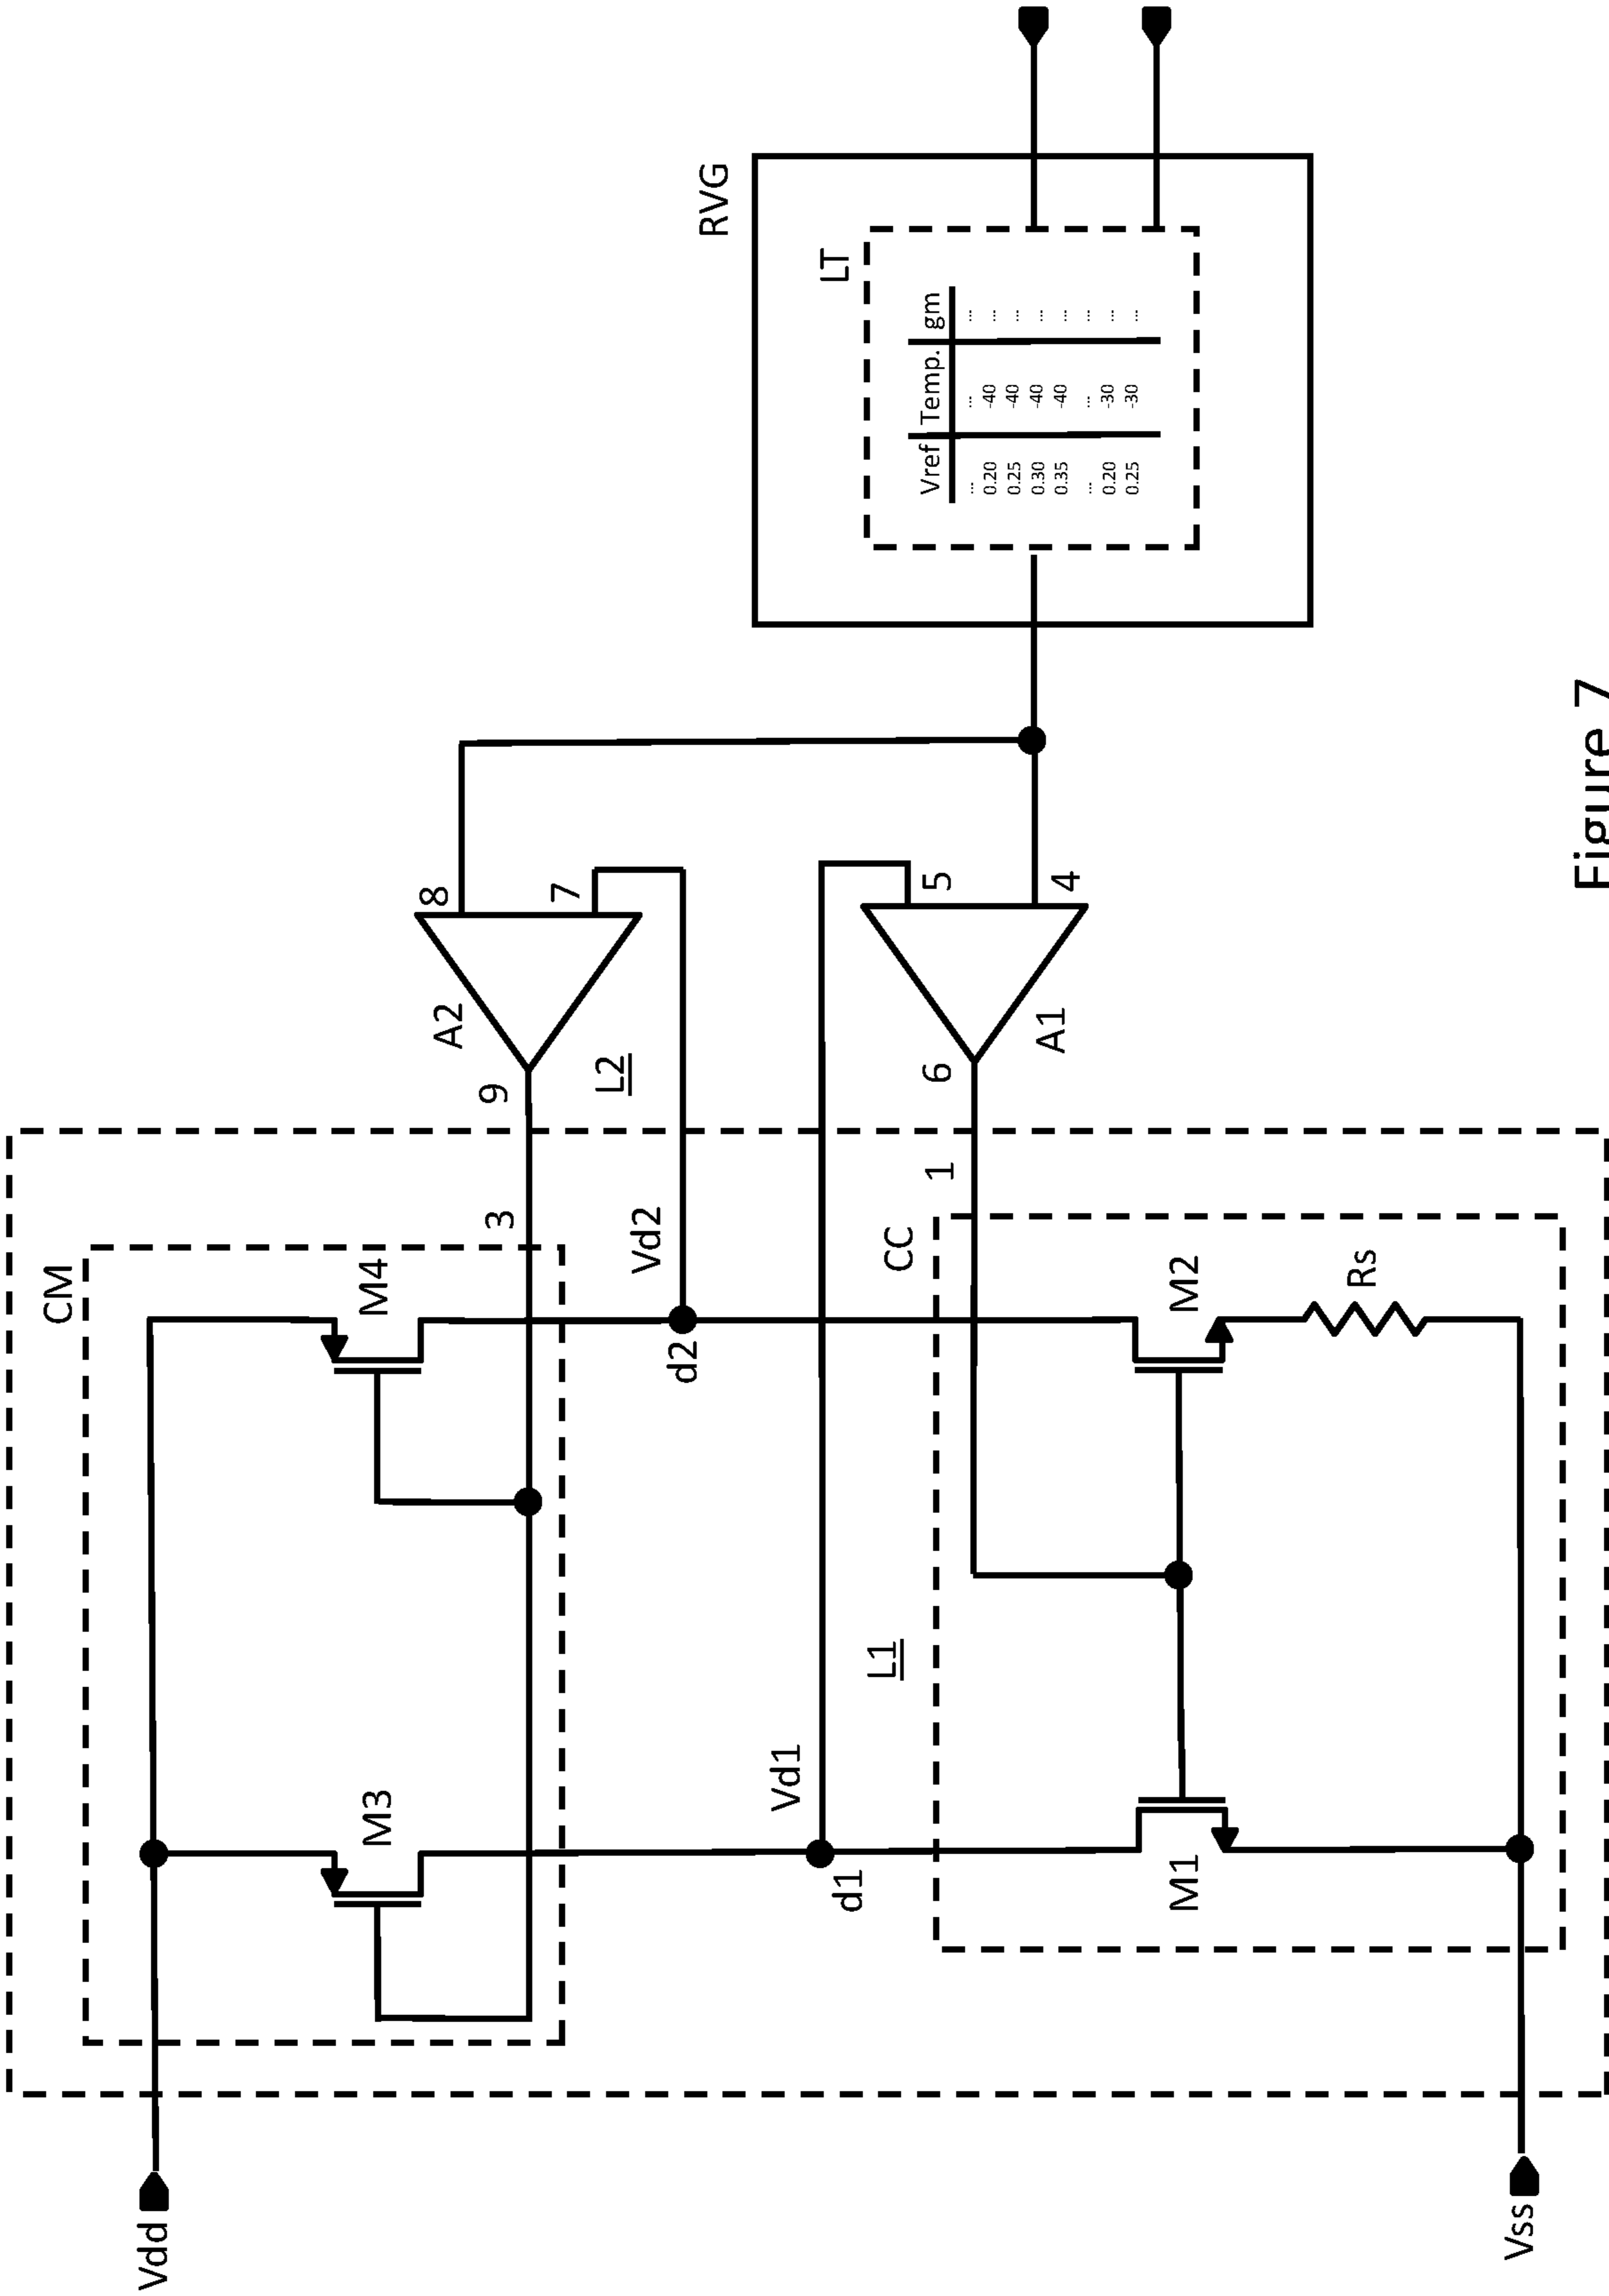 Vdd
CM
M3
M4
3
9
A2
8
7
L2
Vd2
d2
Vd1
d1
L1
CC
1
6
A1
5
4
M1
M2
Rs
Vss
RVG
LT
Vref Temp. gm
... ... ...
0.20 -40 ...
0.25 -40 ...
0.30 -40 ...
0.35 -40 ...
... ... ...
0.20 -30 ...
0.25 -30 ...
Figure 7